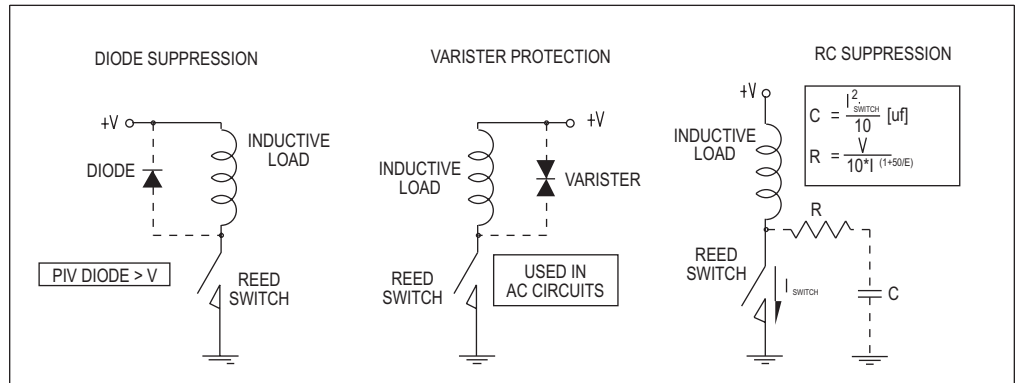 DIODE SUPPRESSION
+V
INDUCTIVE
LOAD
DIODE
PIV DIODE > V
REED
SWITCH
VARISTER PROTECTION
+V
INDUCTIVE
LOAD
VARISTER
REED
SWITCH
USED IN
AC CIRCUITS
RC SUPPRESSION
+V
C = I²SWITCH / 10 [uf]
R = V / 10*I (1+50/E)
INDUCTIVE
LOAD
R
REED
SWITCH
I SWITCH
C